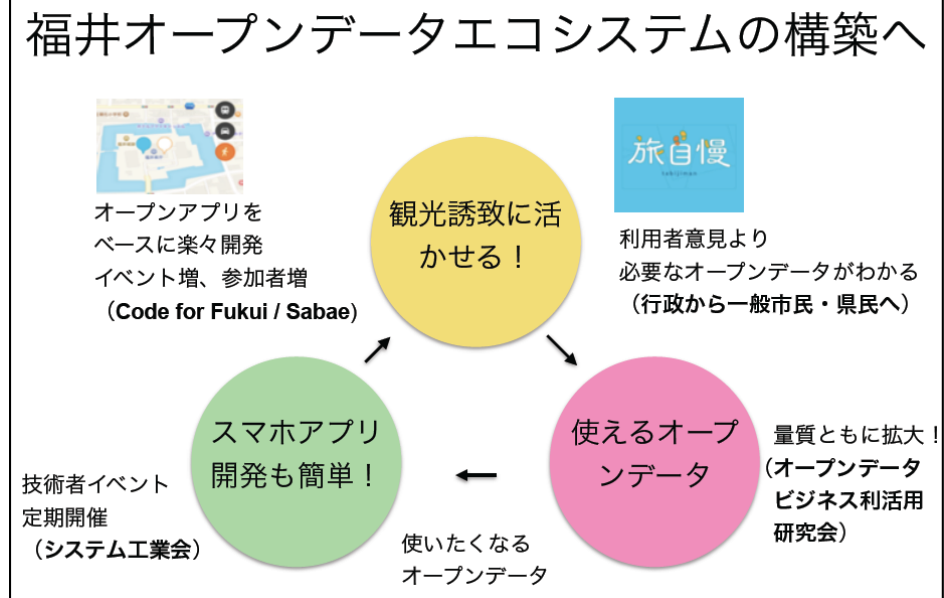 福井オープンデータエコシステムの構築へ
旅自慢
tabijiman
オープンアプリを
ベースに楽々開発
イベント増、参加者増
（Code for Fukui / Sabae)
観光誘致に活
かせる！
利用者意見より
必要なオープンデータがわかる
（行政から一般市民・県民へ）
スマホアプリ
開発も簡単！
使えるオープ
ンデータ
量質ともに拡大！
（オープンデータ
ビジネス利活用
研究会）
技術者イベント
定期開催
（システム工業会）
使いたくなる
オープンデータ